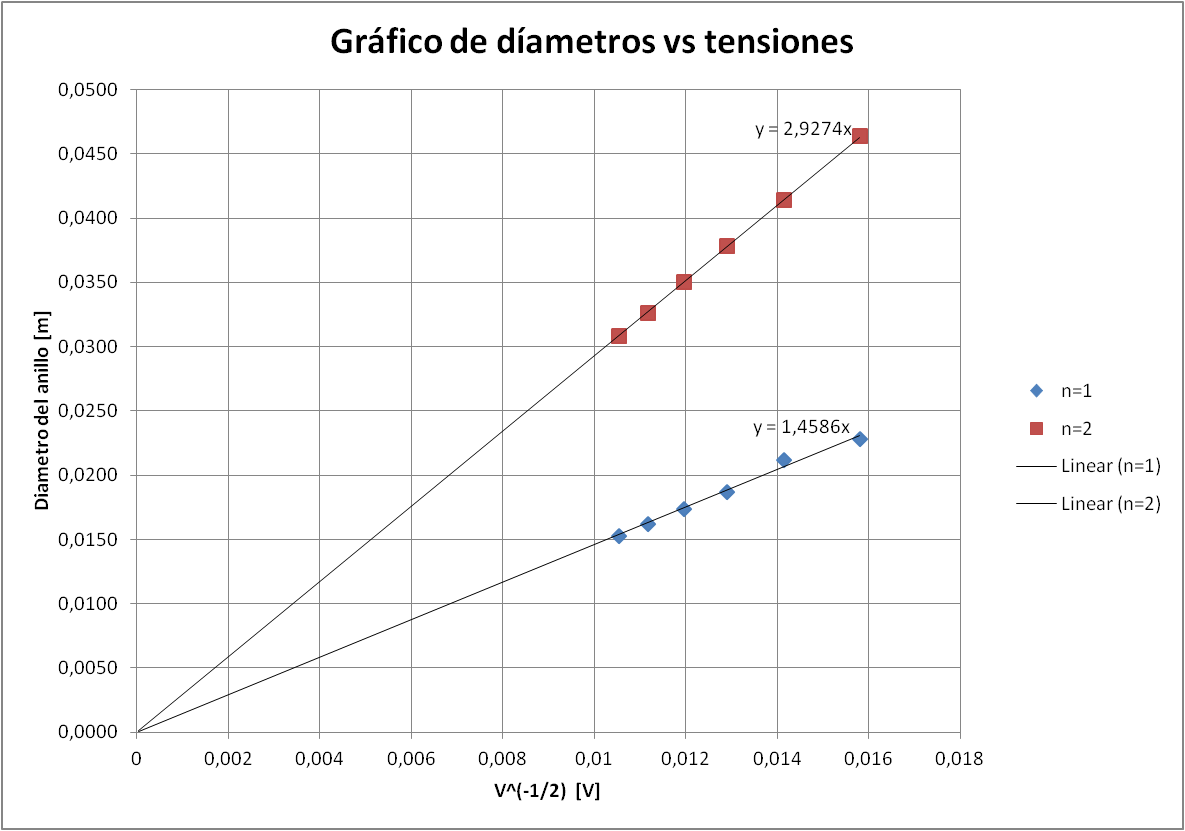 Gráfico de díametros vs tensiones
0,0500
0,0450
0,0400
0,0350
0,0300
0,0250
0,0200
0,0150
0,0100
0,0050
0,0000
Diametro del anillo [m]
y = 2,9274x
y = 1,4586x
0
0,002
0,004
0,006
0,008
0,01
0,012
0,014
0,016
0,018
V^(-1/2) [V]
n=1
n=2
Linear (n=1)
Linear (n=2)